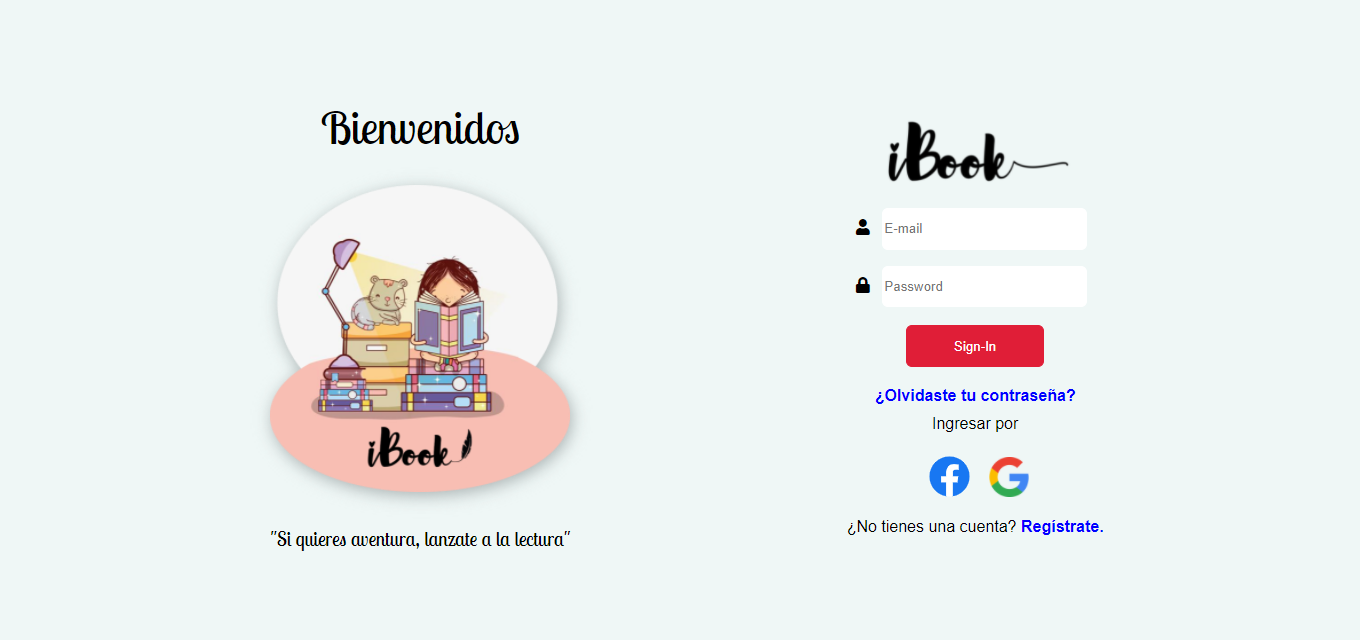 Bienvenidos
iBook
"Si quieres aventura, lanzate a la lectura"
iBook
E-mail
Password
Sign-In
¿Olvidaste tu contraseña?
Ingresar por
¿No tienes una cuenta? Regístrate.